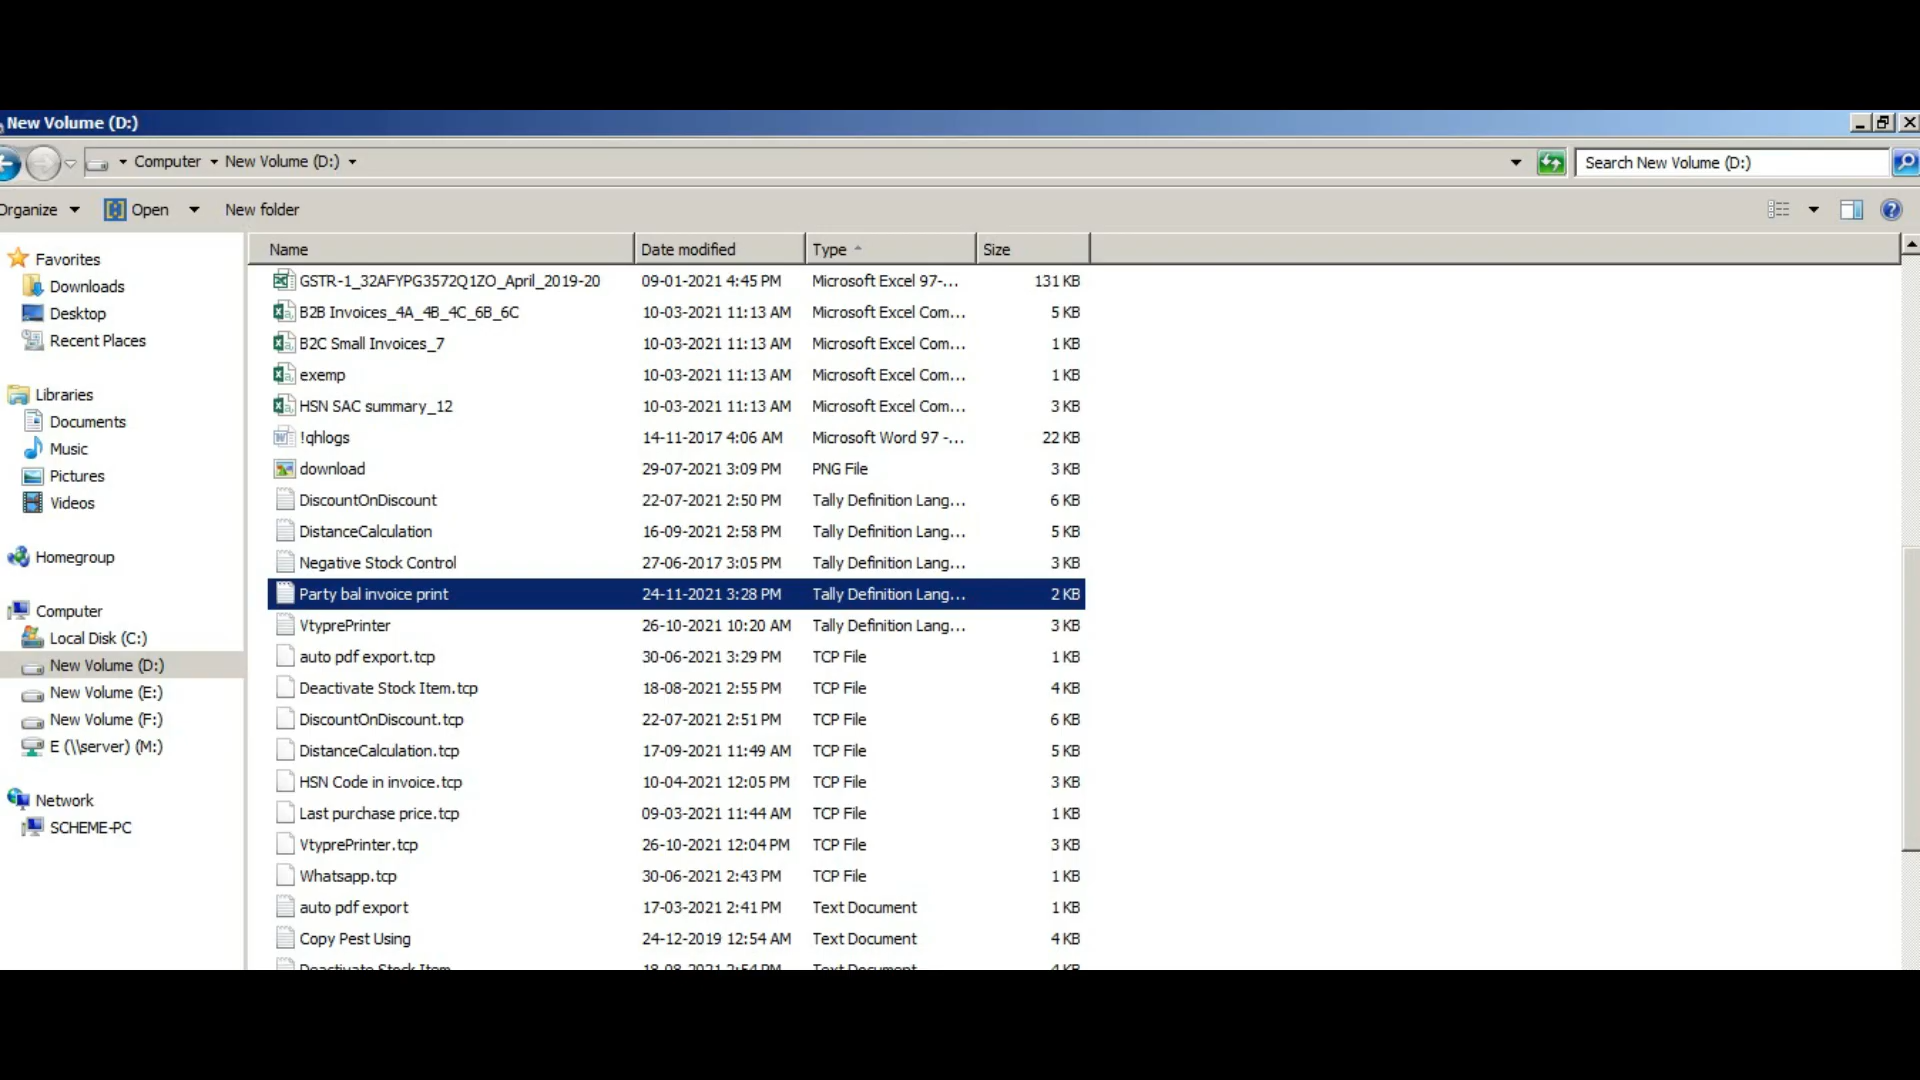 New Volume (D:)
Computer New Volume (D:) Search New Volume (D:)
Organize Open New folder
Name Date modified Type Size
Favorites
Downloads
Desktop
Recent Places
Libraries
Documents
Music
Pictures
Videos
Homegroup
Computer
Local Disk (C:)
New Volume (D:)
New Volume (E:)
New Volume (F:)
E (\\server) (M:)
Network
SCHEME-PC
GSTR-1_32AFYPG3572Q1ZO_April_2019-20 09-01-2021 4:45 PM Microsoft Excel 97-... 131 KB
B2B Invoices_4A_4B_4C_6B_6C 10-03-2021 11:13 AM Microsoft Excel Com... 5 KB
B2C Small Invoices_7 10-03-2021 11:13 AM Microsoft Excel Com... 1 KB
exemp 10-03-2021 11:13 AM Microsoft Excel Com... 1 KB
HSN SAC summary_12 10-03-2021 11:13 AM Microsoft Excel Com... 3 KB
!qhlogs 14-11-2017 4:06 AM Microsoft Word 97 -... 22 KB
download 29-07-2021 3:09 PM PNG File 3 KB
DiscountOnDiscount 22-07-2021 2:50 PM Tally Definition Lang... 6 KB
DistanceCalculation 16-09-2021 2:58 PM Tally Definition Lang... 5 KB
Negative Stock Control 27-06-2017 3:05 PM Tally Definition Lang... 3 KB
Party bal invoice print 24-11-2021 3:28 PM Tally Definition Lang... 2 KB
VtyprePrinter 26-10-2021 10:20 AM Tally Definition Lang... 3 KB
auto pdf export.tcp 30-06-2021 3:29 PM TCP File 1 KB
Deactivate Stock Item.tcp 18-08-2021 2:55 PM TCP File 4 KB
DiscountOnDiscount.tcp 22-07-2021 2:51 PM TCP File 6 KB
DistanceCalculation.tcp 17-09-2021 11:49 AM TCP File 5 KB
HSN Code in invoice.tcp 10-04-2021 12:05 PM TCP File 3 KB
Last purchase price.tcp 09-03-2021 11:44 AM TCP File 1 KB
VtyprePrinter.tcp 26-10-2021 12:04 PM TCP File 3 KB
Whatsapp.tcp 30-06-2021 2:43 PM TCP File 1 KB
auto pdf export 17-03-2021 2:41 PM Text Document 1 KB
Copy Pest Using 24-12-2019 12:54 AM Text Document 4 KB
Deactivate Stock Item 18-08-2021 2:54 PM Text Document 4 KB